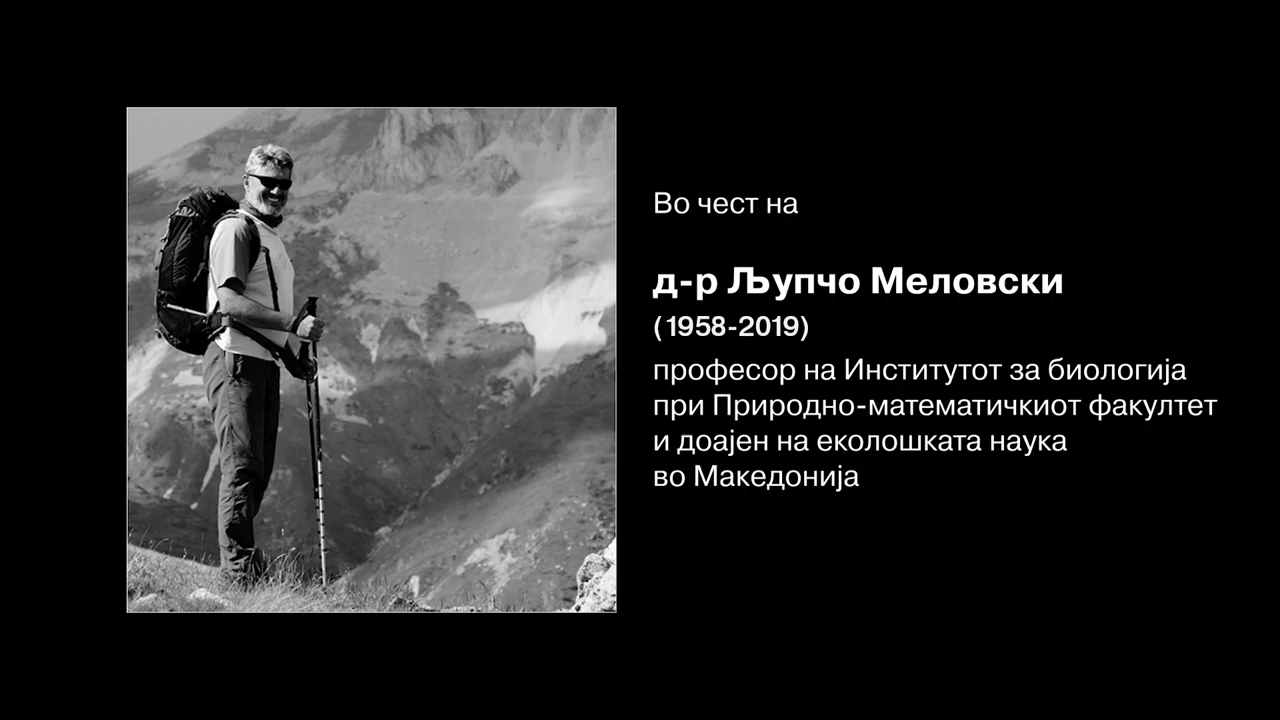 Во чест на
д-р Љупчо Меловски
(1958-2019)
професор на Институтот за биологија
при Природно-математичкиот факултет
и доајен на еколошката наука
во Македонија